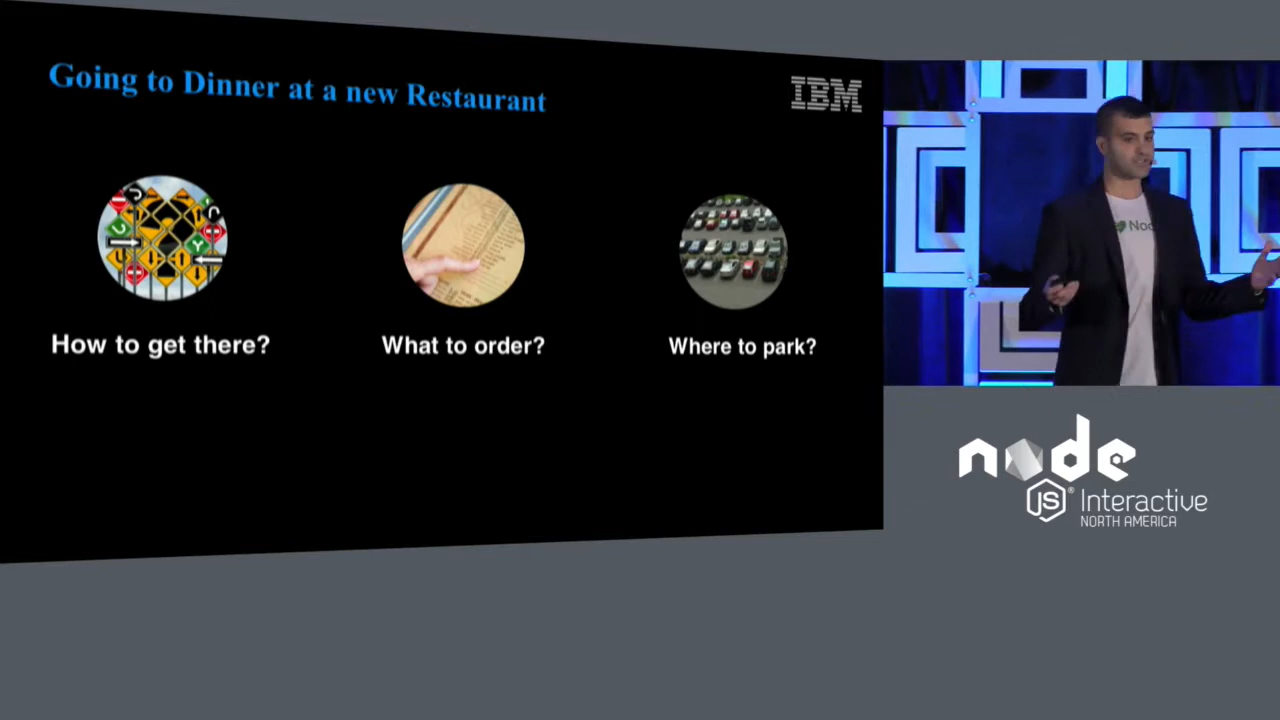 Going to Dinner at a new Restaurant
IBM
How to get there?
What to order?
Where to park?
Nod
node
JS® Interactive
NORTH AMERICA